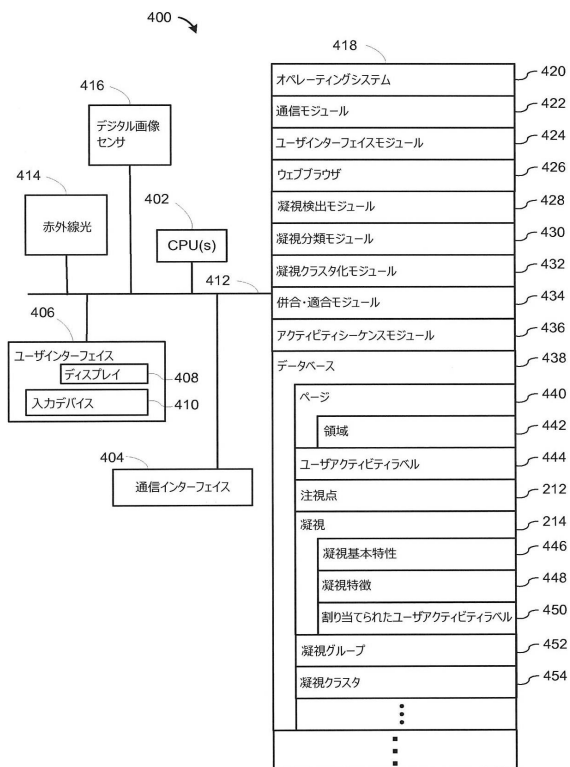 400
418
416
デジタル画像
センサ
414
赤外線光
402
CPU(s)
412
406
ユーザインターフェイス
ディスプレイ
408
入力デバイス
410
404
通信インターフェイス
オペレーティングシステム
420
通信モジュール
422
ユーザインターフェイスモジュール
424
ウェブブラウザ
426
凝視検出モジュール
428
凝視分類モジュール
430
凝視クラスタ化モジュール
432
併合・適合モジュール
434
アクティビティシーケンスモジュール
436
データベース
438
ページ
440
領域
442
ユーザアクティビティラベル
444
注視点
212
凝視
214
凝視基本特性
446
凝視特徴
448
割り当てられたユーザアクティビティラベル
450
凝視グループ
452
凝視クラスタ
454